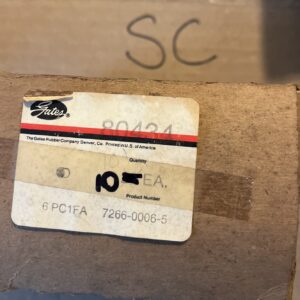 SC
Gates
80424
The Gates Rubber Company Denver, Co. Printed in U.S. of America
Quantity
10 EA.
Product Number
6 PC1FA 7266-0006-5